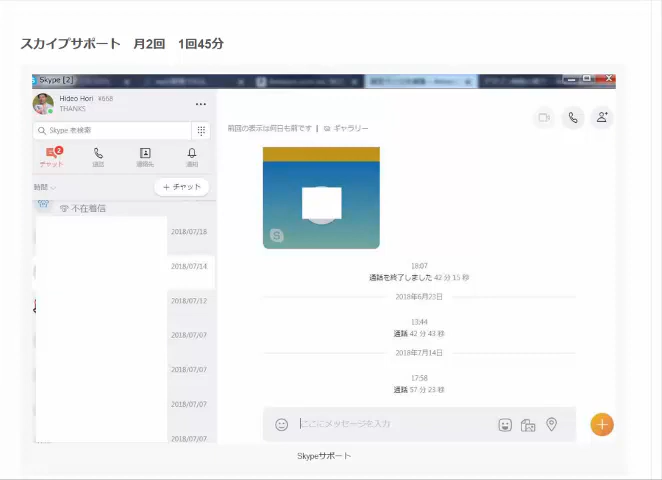 スカイプサポート　月2回　1回45分
Skype [2]
Hideo Hori ¥668
THANKS
Skype を検索
チャット
通話
連絡先
通知
2
時間
+ チャット
不在着信
2018/07/16
2018/07/14
2018/07/12
2018/07/07
2018/07/07
2018/07/07
2018/07/07
前回の表示は何日も前です | ギャラリー
18:07
通話を終了しました 42 分 15 秒
2018年6月23日
13:44
通話 42 分 43 秒
2018年7月14日
17:58
通話 57 分 23 秒
ここにメッセージを入力
Skypeサポート